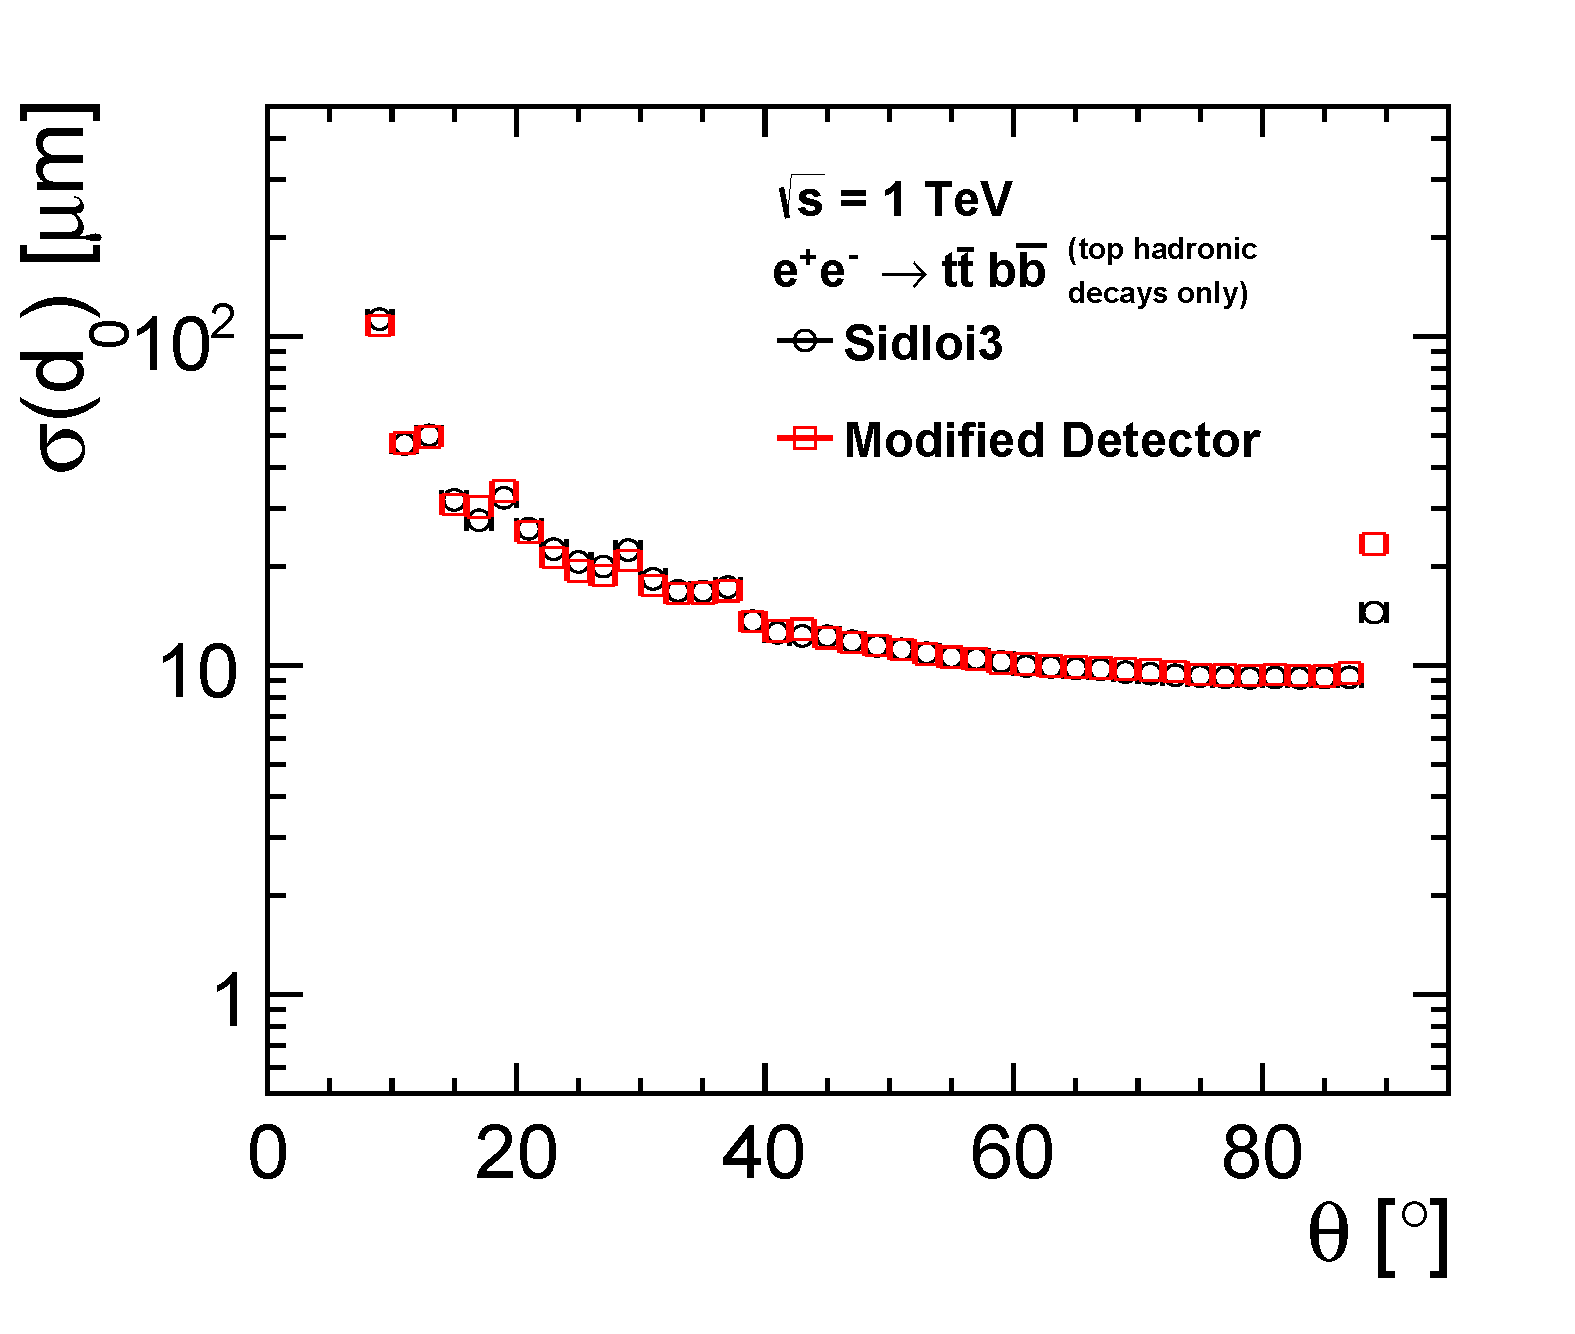 σ(d₀) [μm]
√s = 1 TeV
e⁺e⁻ → tt̄ bb̄ (top hadronic
decays only)
Sidloi3
Modified Detector
10²
10
1
0 20 40 60 80
θ [°]